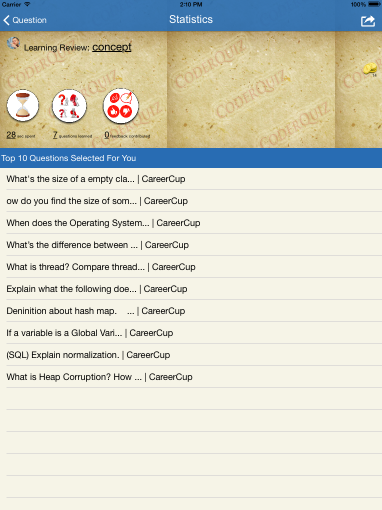 Carrier 2:10 PM 100%
Question Statistics
Learning Review: concept
28 sec spent 7 questions learned 0 feedback contributed
Top 10 Questions Selected For You
What's the size of a empty cla... | CareerCup
ow do you find the size of som... | CareerCup
When does the Operating System... | CareerCup
What's the difference between ... | CareerCup
What is thread? Compare thread... | CareerCup
Explain what the following doe... | CareerCup
Deninition about hash map. ... | CareerCup
If a variable is a Global Vari... | CareerCup
(SQL) Explain normalization. | CareerCup
What is Heap Corruption? How ... | CareerCup